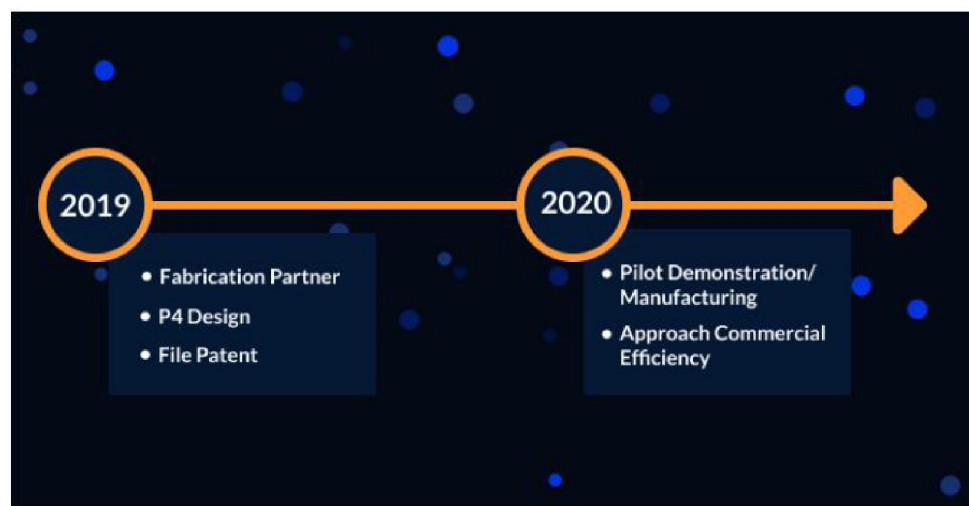 2019
• Fabrication Partner
• P4 Design
• File Patent
2020
• Pilot Demonstration/
Manufacturing
• Approach Commercial
Efficiency